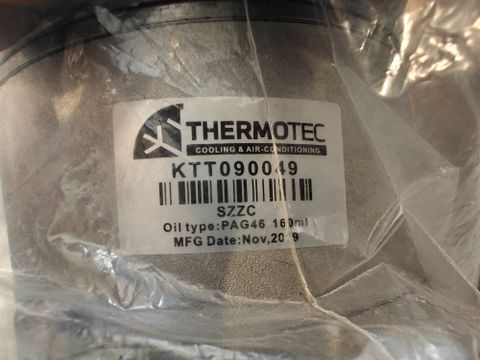 THERMOTEC
COOLING & AIR-CONDITIONING
KTT090049
SZZC
Oil type:PAG46 160ml
MFG Date:Nov,2019